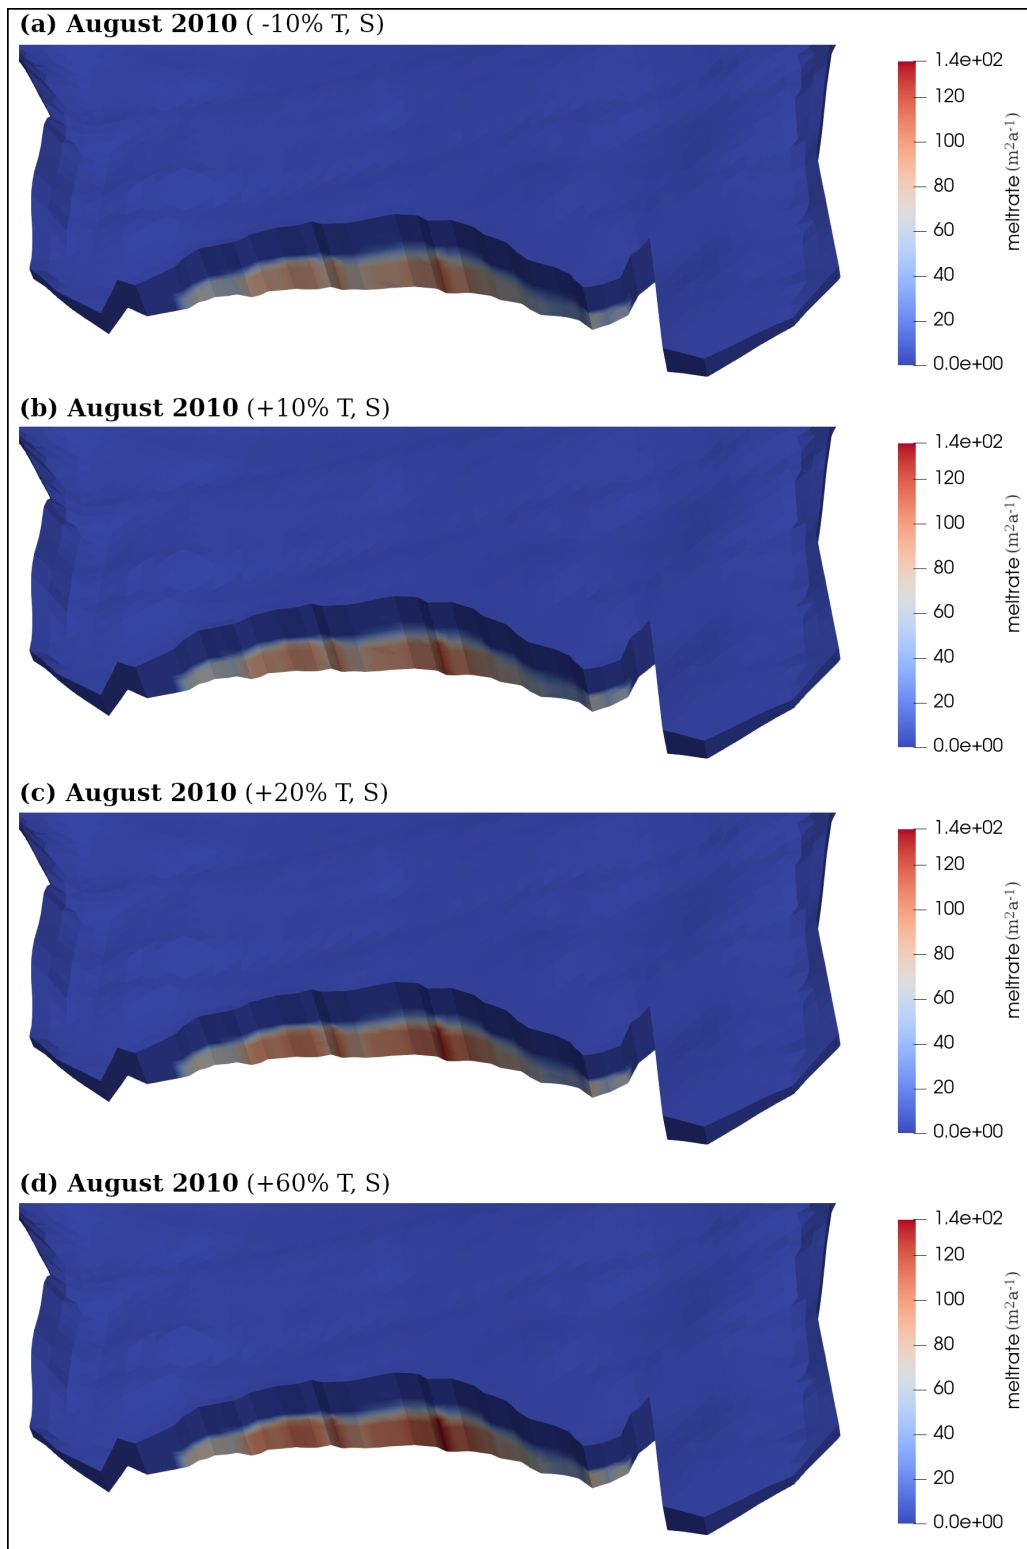 (a) August 2010 ( -10% T, S)
1.4e+02
120
100
80
60
40
20
0.0e+00
meltrate (m²a⁻¹)
(b) August 2010 (+10% T, S)
1.4e+02
120
100
80
60
40
20
0.0e+00
meltrate (m²a⁻¹)
(c) August 2010 (+20% T, S)
1.4e+02
120
100
80
60
40
20
0.0e+00
meltrate (m²a⁻¹)
(d) August 2010 (+60% T, S)
1.4e+02
120
100
80
60
40
20
0.0e+00
meltrate (m²a⁻¹)